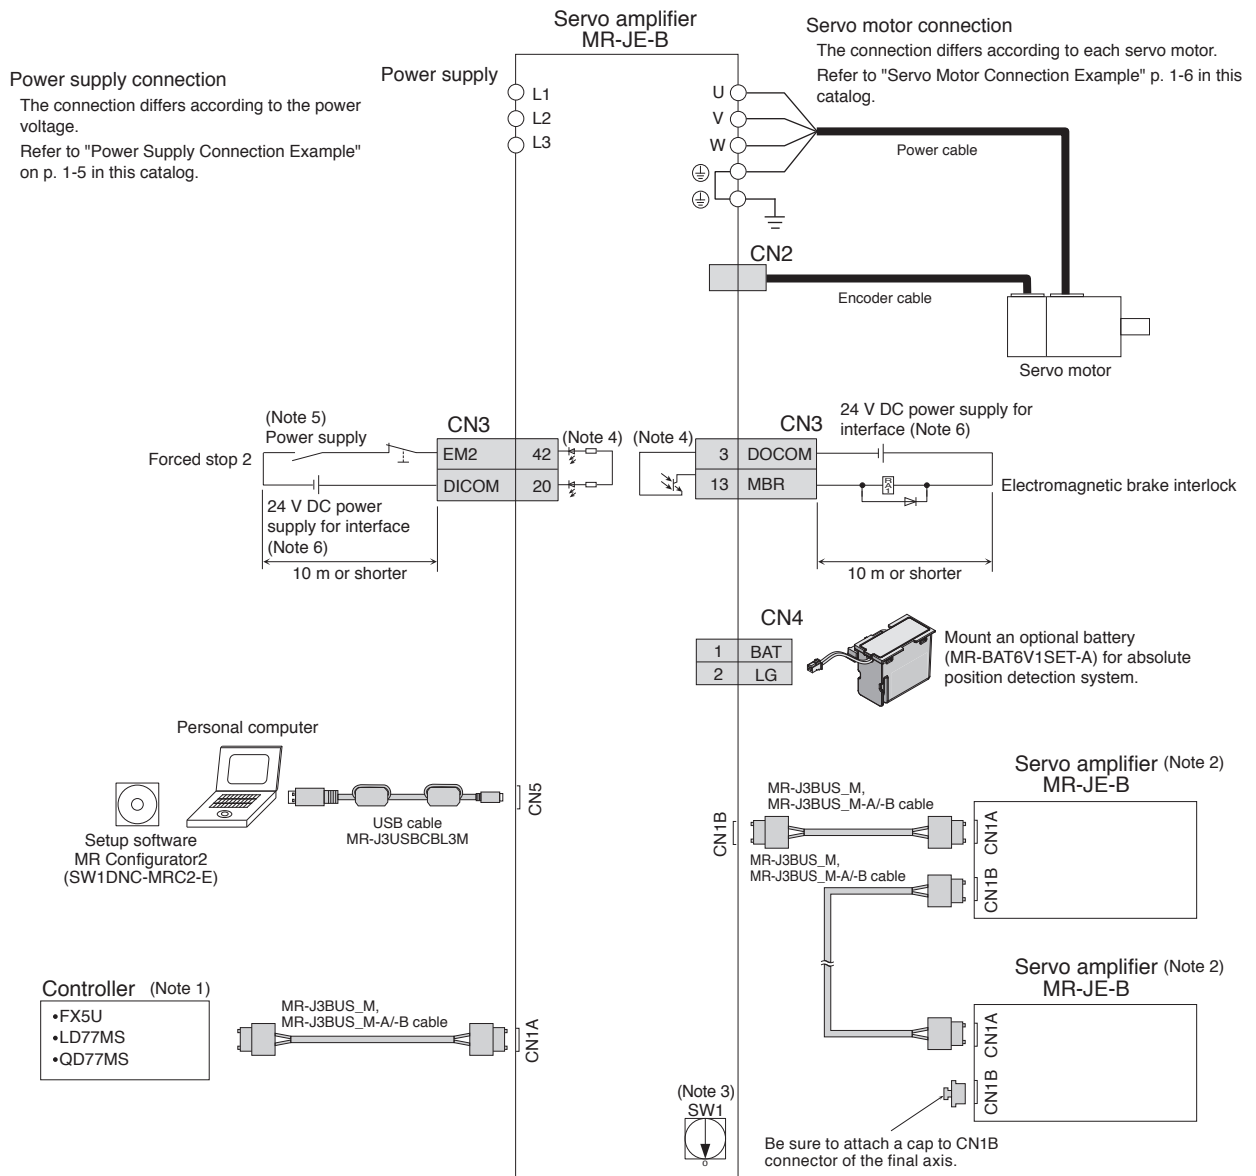 Servo amplifier
MR-JE-B
Servo motor connection
The connection differs according to each servo motor.
Refer to "Servo Motor Connection Example" p. 1-6 in this
catalog.
Power supply connection
The connection differs according to the power
voltage.
Refer to "Power Supply Connection Example"
on p. 1-5 in this catalog.
Power supply
L1
L2
L3
U
V
W
Power cable
CN2
Encoder cable
Servo motor
(Note 5)
Power supply
Forced stop 2
CN3
EM2 42
DICOM 20
(Note 4)
24 V DC power
supply for interface
(Note 6)
10 m or shorter
(Note 4)
CN3
3 DOCOM
13 MBR
24 V DC power supply for
interface (Note 6)
RA1
Electromagnetic brake interlock
10 m or shorter
CN4
1 BAT
2 LG
Mount an optional battery
(MR-BAT6V1SET-A) for absolute
position detection system.
Personal computer
Setup software
MR Configurator2
(SW1DNC-MRC2-E)
USB cable
MR-J3USBCBL3M
CN5
CN1B
MR-J3BUS_M,
MR-J3BUS_M-A/-B cable
MR-J3BUS_M,
MR-J3BUS_M-A/-B cable
Servo amplifier (Note 2)
MR-JE-B
CN1A
CN1B
Servo amplifier (Note 2)
MR-JE-B
CN1A
CN1B
Controller (Note 1)
•FX5U
•LD77MS
•QD77MS
MR-J3BUS_M,
MR-J3BUS_M-A/-B cable
CN1A
(Note 3)
SW1
0
Be sure to attach a cap to CN1B
connector of the final axis.